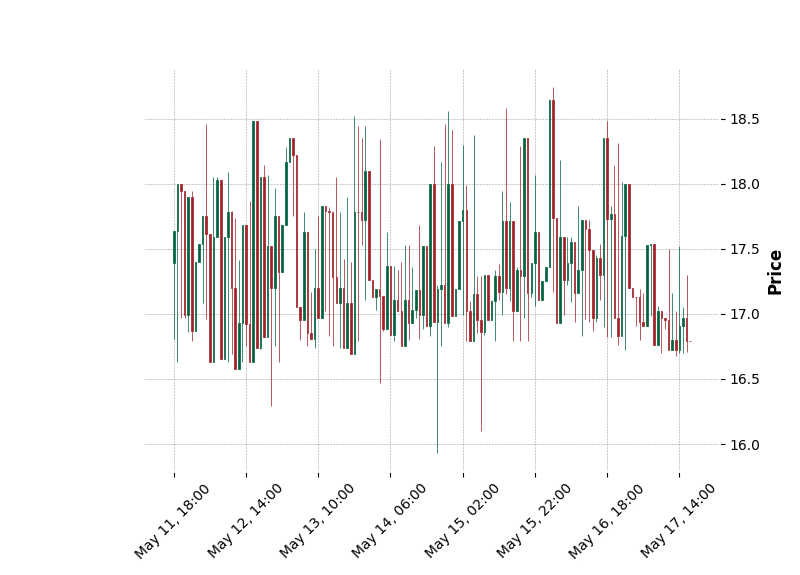 18.5
18.0
17.5
17.0
16.5
16.0
Price
May 11, 18:00
May 12, 14:00
May 13, 10:00
May 14, 06:00
May 15, 02:00
May 15, 22:00
May 16, 18:00
May 17, 14:00